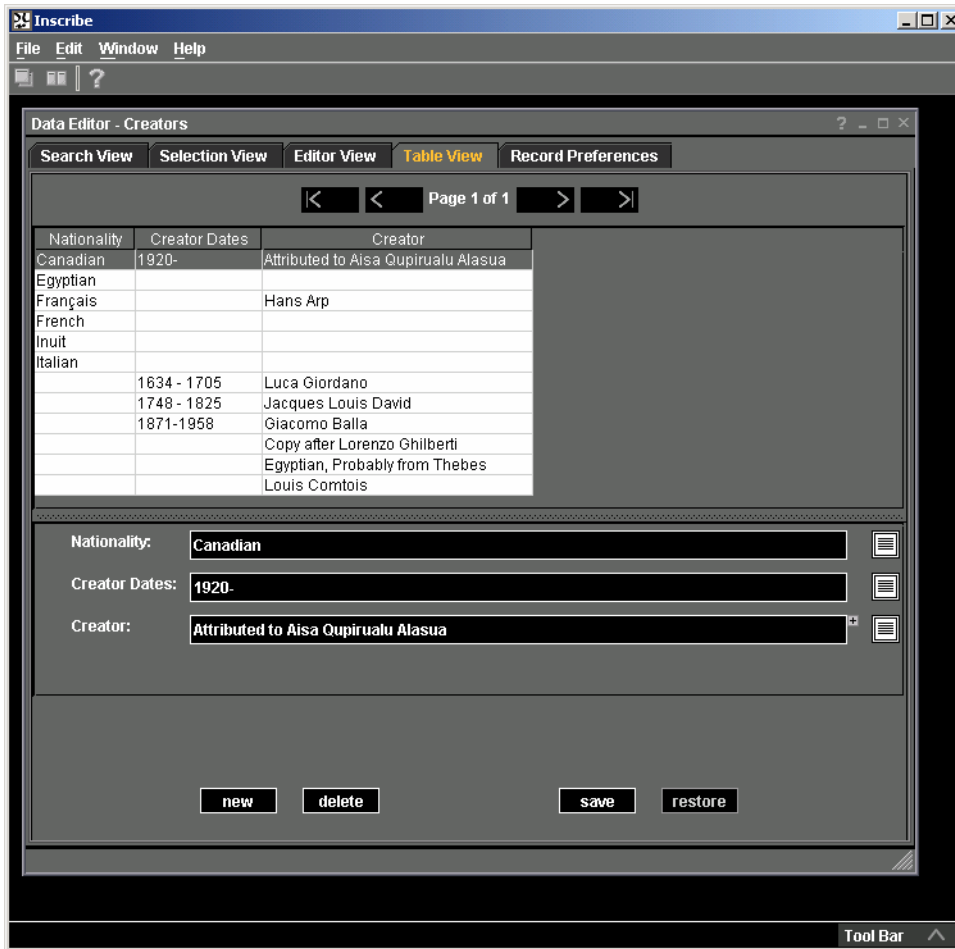 Inscribe
File Edit Window Help
?
Data Editor - Creators
Search View Selection View Editor View Table View Record Preferences
Page 1 of 1
Nationality Creator Dates Creator
Canadian 1920- Attributed to Aisa Qupirualu Alasua
Egyptian
Français Hans Arp
French
Inuit
Italian
1634 - 1705 Luca Giordano
1748 - 1825 Jacques Louis David
1871-1958 Giacomo Balla
Copy after Lorenzo Ghilberti
Egyptian, Probably from Thebes
Louis Comtois
Nationality: Canadian
Creator Dates: 1920-
Creator: Attributed to Aisa Qupirualu Alasua
new delete save restore
Tool Bar